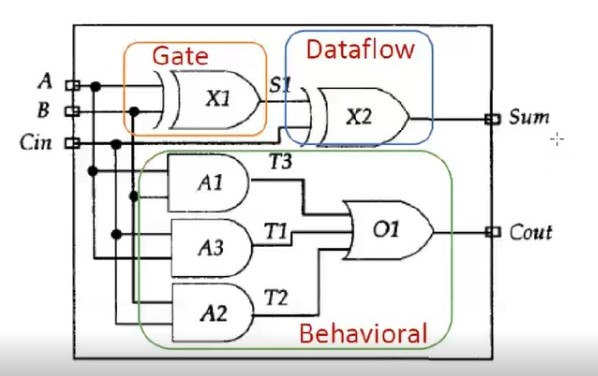 Gate
Dataflow
A
S1
X1
B
X2
Sum
Cin
T3
A1
T1
O1
Cout
A3
T2
A2
Behavioral